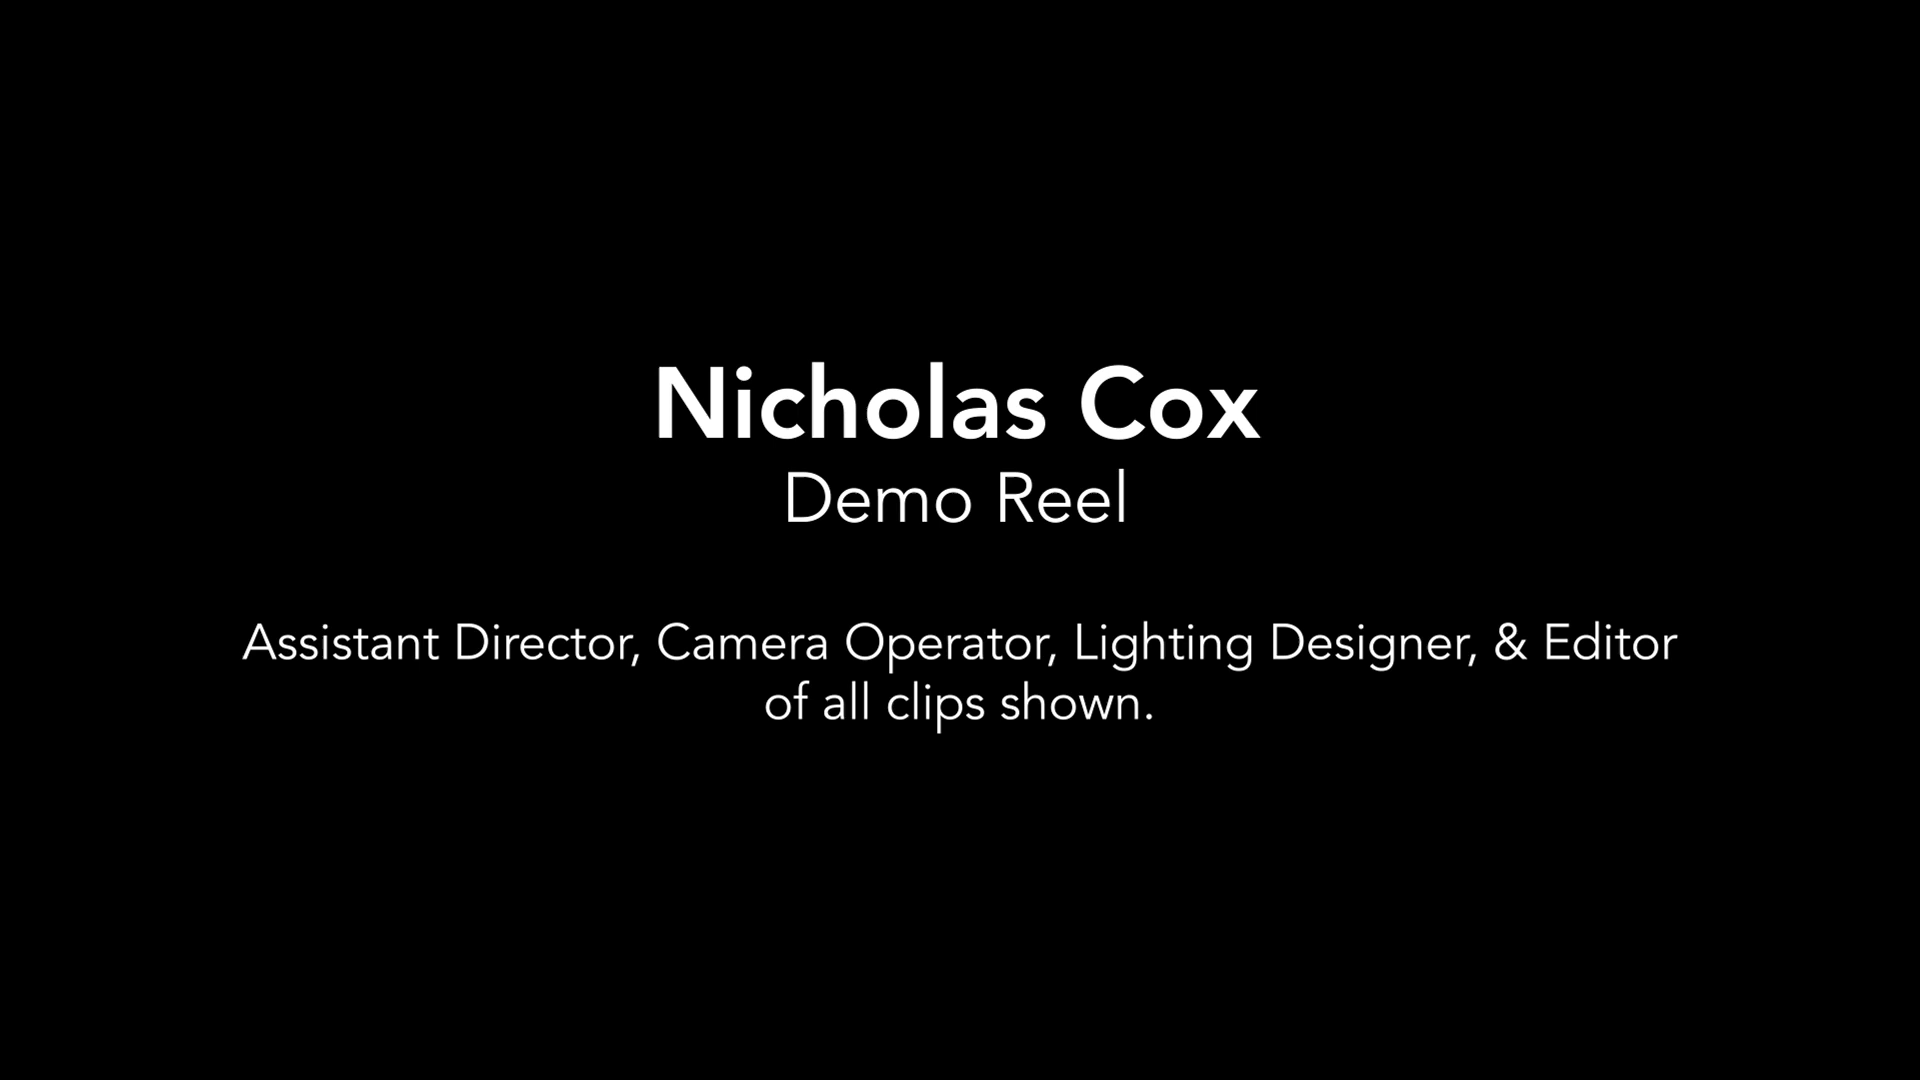 Nicholas Cox
Demo Reel
Assistant Director, Camera Operator, Lighting Designer, & Editor
of all clips shown.